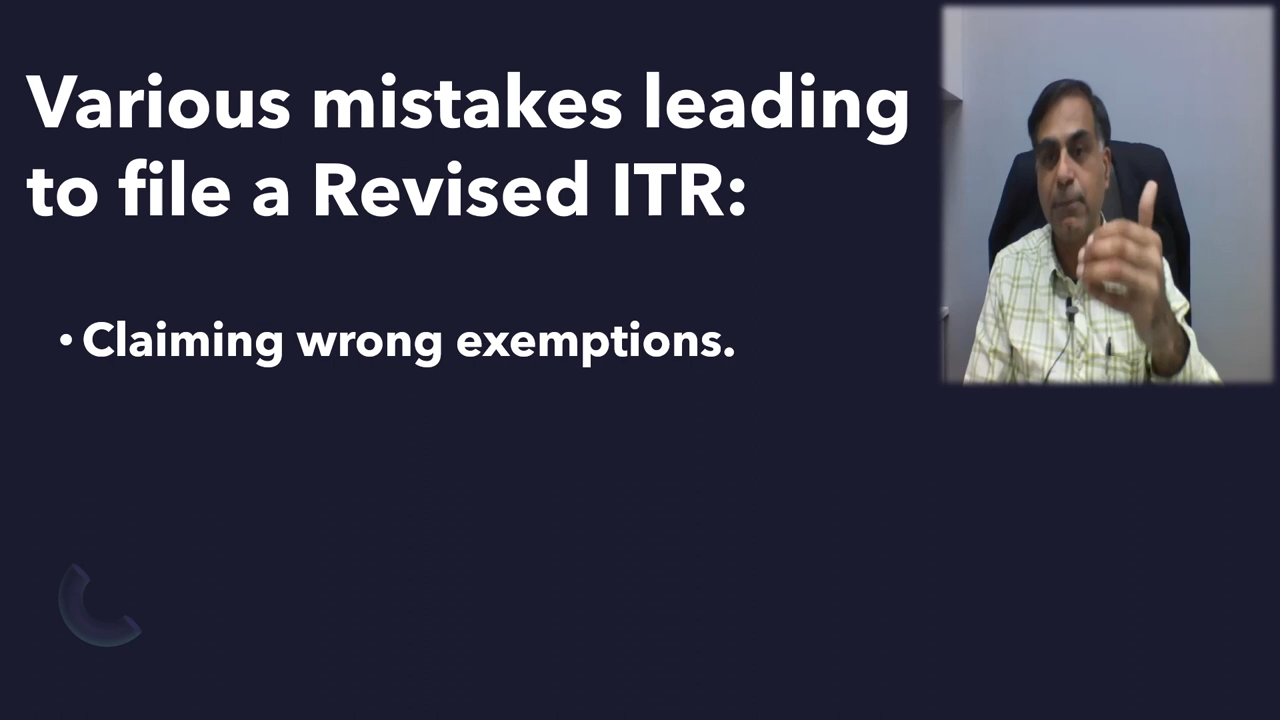 Various mistakes leading
to file a Revised ITR:
• Claiming wrong exemptions.